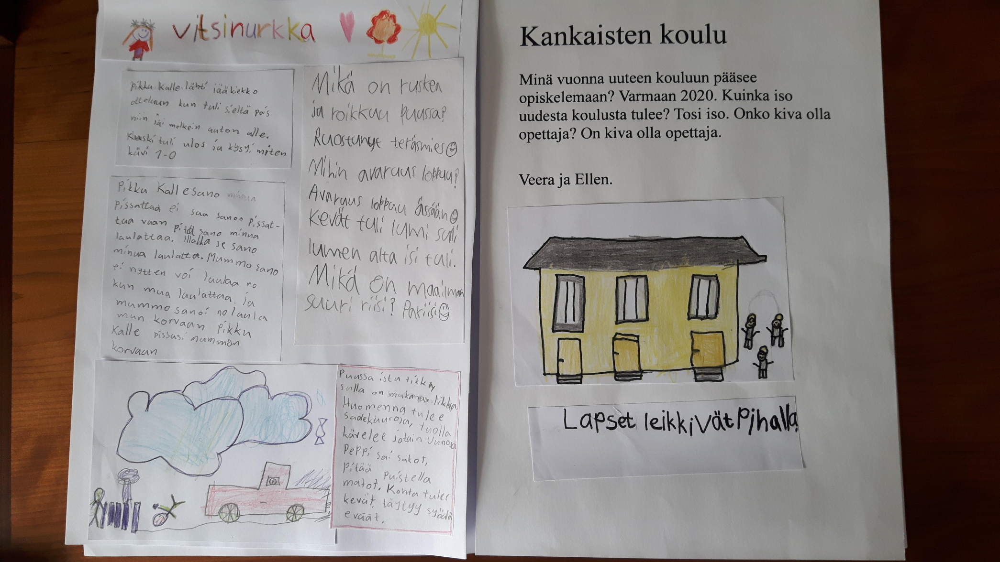 vitsinurkka
pikku Kalle lähti jääkiekko
otteluun kun tuli sieltä pois
niin jäi melkein auton alle.
Kuski tuli ulos ja kysyi, miten
kävi 1-0
Pikku Kalle sano minua
pissattaa ei saa sanoo pissat-
taa vaan pitää sano minua
laulattaa. Illalla se sano
minua laulatta. Mummo sano
ei nytten voi laulaa no
kun mua laulattaa. ja
mummo sanoi no laula
mun korvaan Pikku
Kalle pissasi mummon
korvaan
Mikä on ruskea
ja roikkuu puussa?
Ruostunut teräsmies
Mihin avaruus loppuu?
Avaruus loppuu ässään
Kevät tuli lumi suli
lumen alta isi tuli.
Mikä on maailman
suuri riisi? Pariisi
Puussa istu tikka,
sulla on mukanas likka.
Huomenna tulee
sadekuuroja, tuolla
kävelee jotain
Peppi sai sakot,
pitää puistella
matot. Kohta tulee
kevät, täytyy syödä
eväät.
Kankaisten koulu
Minä vuonna uuteen kouluun pääsee
opiskelemaan? Varmaan 2020. Kuinka iso
uudesta koulusta tulee? Tosi iso. Onko kiva olla
opettaja? On kiva olla opettaja.
Veera ja Ellen.
Lapset leikkivät Pihalla.